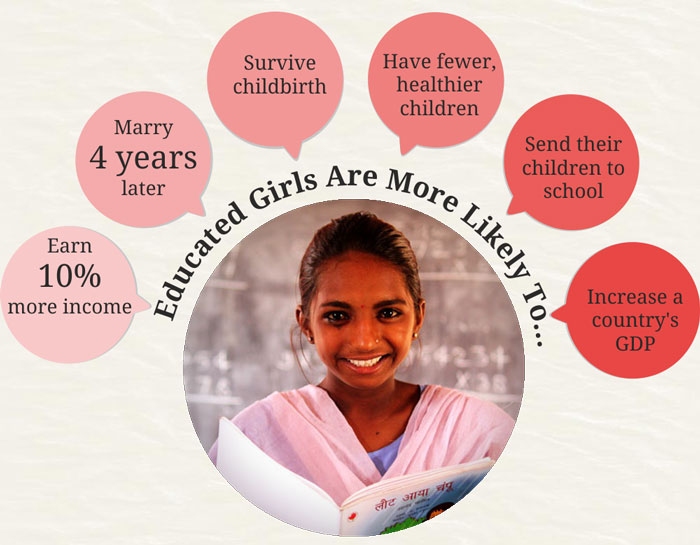 Earn
10%
more income
Marry
4 years
later
Survive
childbirth
Have fewer,
healthier
children
Send their
children to
school
Increase a
country's
GDP
Educated Girls Are More Likely To...
लौट आया चंपू